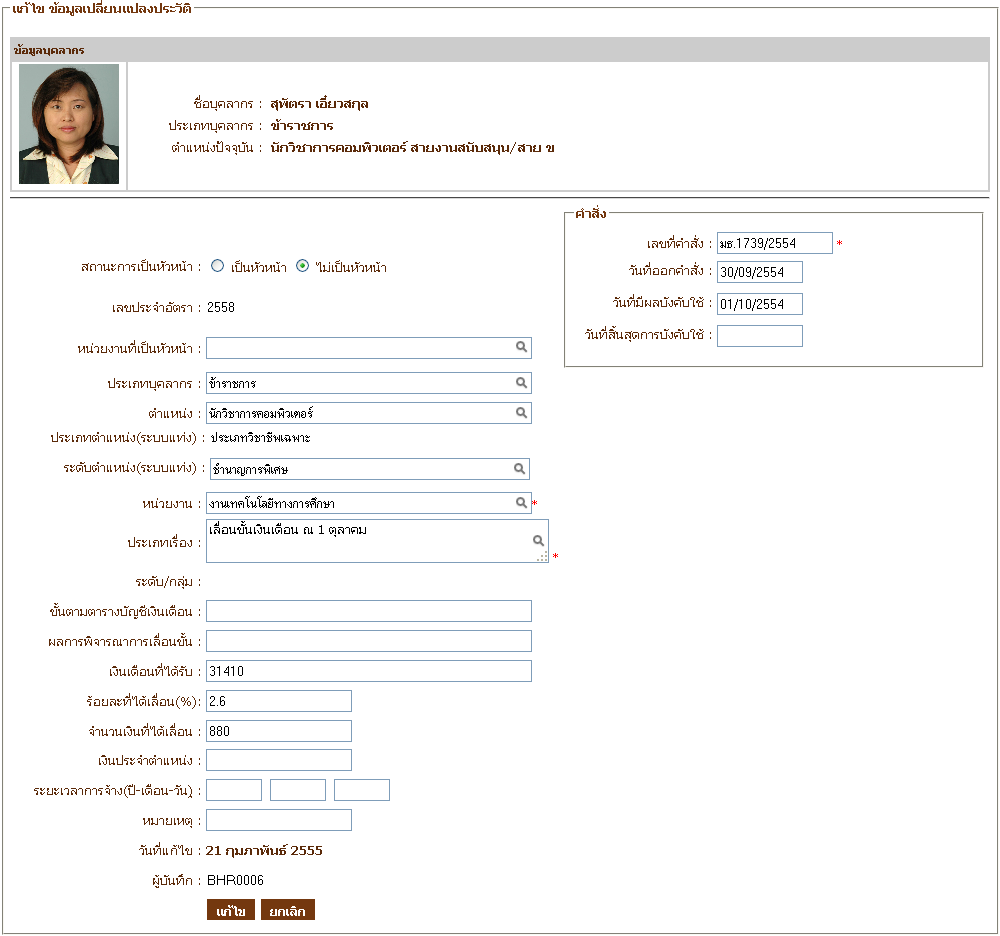 แก้ไข ข้อมูลเปลี่ยนแปลงประวัติ
ข้อมูลบุคลากร
ชื่อบุคลากร : สุพัตรา เอี่ยวสกุล
ประเภทบุคลากร : ข้าราชการ
ตำแหน่งปัจจุบัน : นักวิชาการคอมพิวเตอร์ สายงานสนับสนุน/สาย ข
คำสั่ง
เลขที่คำสั่ง : มธ.1739/2554 *
วันที่ออกคำสั่ง : 30/09/2554
วันที่มีผลบังคับใช้ : 01/10/2554
วันที่สิ้นสุดการบังคับใช้ :
สถานะการเป็นหัวหน้า : เป็นหัวหน้า ไม่เป็นหัวหน้า
เลขประจำอัตรา : 2558
หน่วยงานที่เป็นหัวหน้า :
ประเภทบุคลากร : ข้าราชการ
ตำแหน่ง : นักวิชาการคอมพิวเตอร์
ประเภทตำแหน่ง(ระบบแท่ง) : ประเภทวิชาชีพเฉพาะ
ระดับตำแหน่ง(ระบบแท่ง) : ชำนาญการพิเศษ
หน่วยงาน : งานเทคโนโลยีทางการศึกษา *
ประเภทเรื่อง : เลื่อนขั้นเงินเดือน ณ 1 ตุลาคม *
ระดับ/กลุ่ม :
ขั้นตามตารางบัญชีเงินเดือน :
ผลการพิจารณาการเลื่อนขั้น :
เงินเดือนที่ได้รับ : 31410
ร้อยละที่ได้เลื่อน(%): 2.6
จำนวนเงินที่ได้เลื่อน : 880
เงินประจำตำแหน่ง :
ระยะเวลาการจ้าง(ปี-เดือน-วัน) :
หมายเหตุ :
วันที่แก้ไข : 21 กุมภาพันธ์ 2555
ผู้บันทึก : BHR0006
แก้ไข ยกเลิก